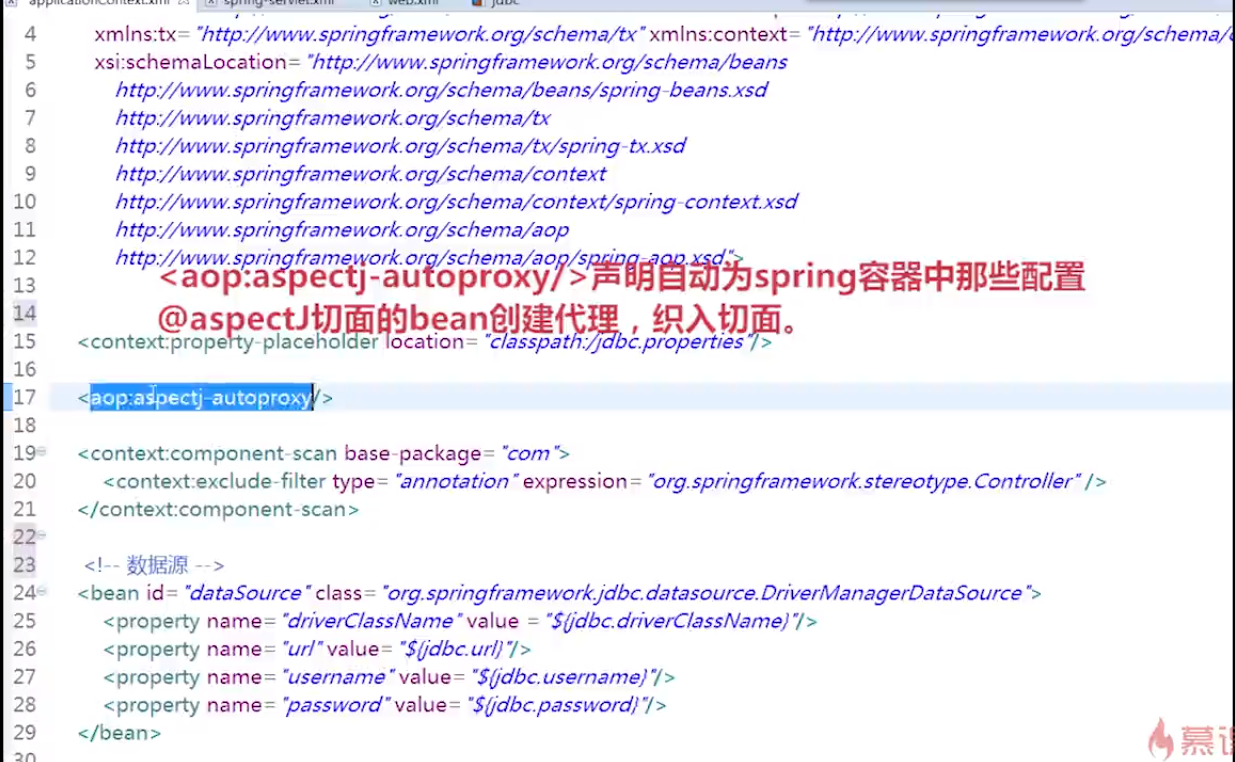 applicationContext.xml spring-servlet.xml web.xml jdbc
4 xmlns:tx="http://www.springframework.org/schema/tx" xmlns:context="http://www.springframework.org/schema/
5 xsi:schemaLocation="http://www.springframework.org/schema/beans
6 http://www.springframework.org/schema/beans/spring-beans.xsd
7 http://www.springframework.org/schema/tx
8 http://www.springframework.org/schema/tx/spring-tx.xsd
9 http://www.springframework.org/schema/context
10 http://www.springframework.org/schema/context/spring-context.xsd
11 http://www.springframework.org/schema/aop
12 http://www.springframework.org/schema/aop/spring-aop.xsd">
<aop:aspectj-autoproxy/>声明自动为spring容器中那些配置
13
@aspectJ切面的bean创建代理，织入切面。
14
15 <context:property-placeholder location="classpath:/jdbc.properties"/>
16
17 <aop:aspectj-autoproxy/>
18
19 <context:component-scan base-package="com">
20 <context:exclude-filter type="annotation" expression="org.springframework.stereotype.Controller" />
21 </context:component-scan>
22
23 <!-- 数据源 -->
24 <bean id="dataSource" class="org.springframework.jdbc.datasource.DriverManagerDataSource">
25 <property name="driverClassName" value ="${jdbc.driverClassName}"/>
26 <property name="url" value="${jdbc.url}"/>
27 <property name="username" value="${jdbc.username}"/>
28 <property name="password" value="${jdbc.password}"/>
29 </bean>
30
慕